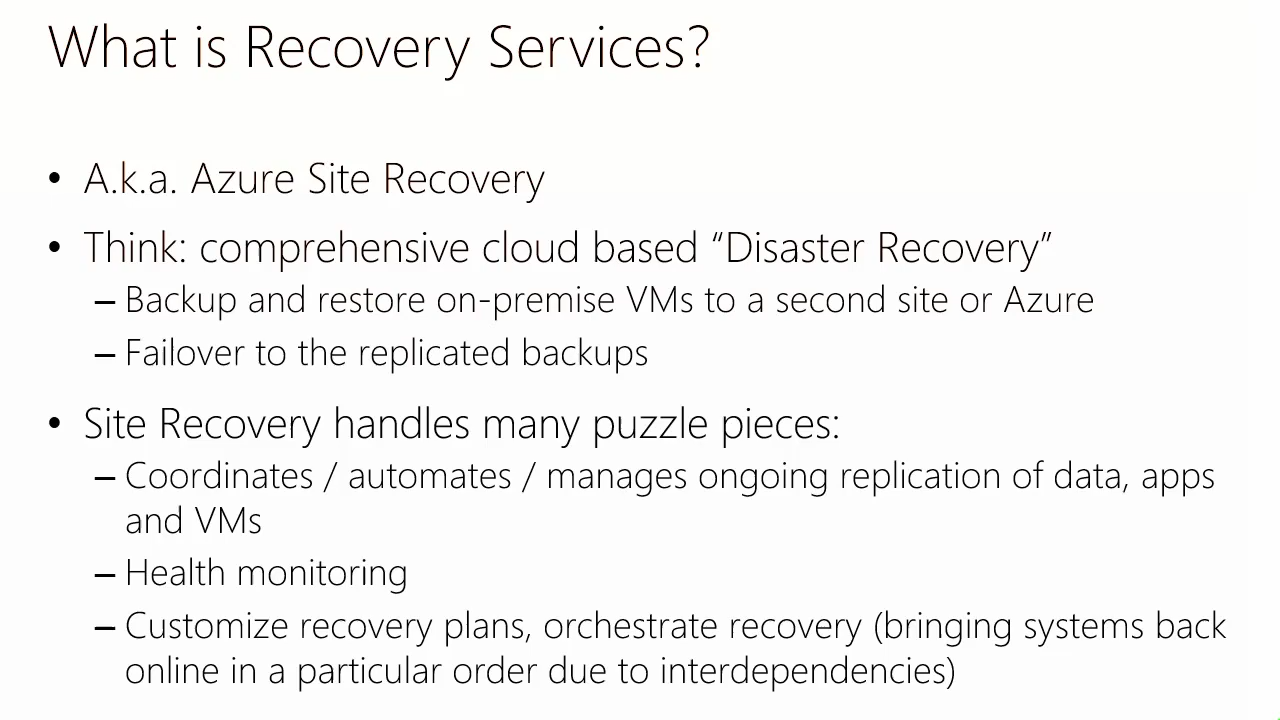 What is Recovery Services?
• A.k.a. Azure Site Recovery
• Think: comprehensive cloud based “Disaster Recovery”
– Backup and restore on-premise VMs to a second site or Azure
– Failover to the replicated backups
• Site Recovery handles many puzzle pieces:
– Coordinates / automates / manages ongoing replication of data, apps
and VMs
– Health monitoring
– Customize recovery plans, orchestrate recovery (bringing systems back
online in a particular order due to interdependencies)